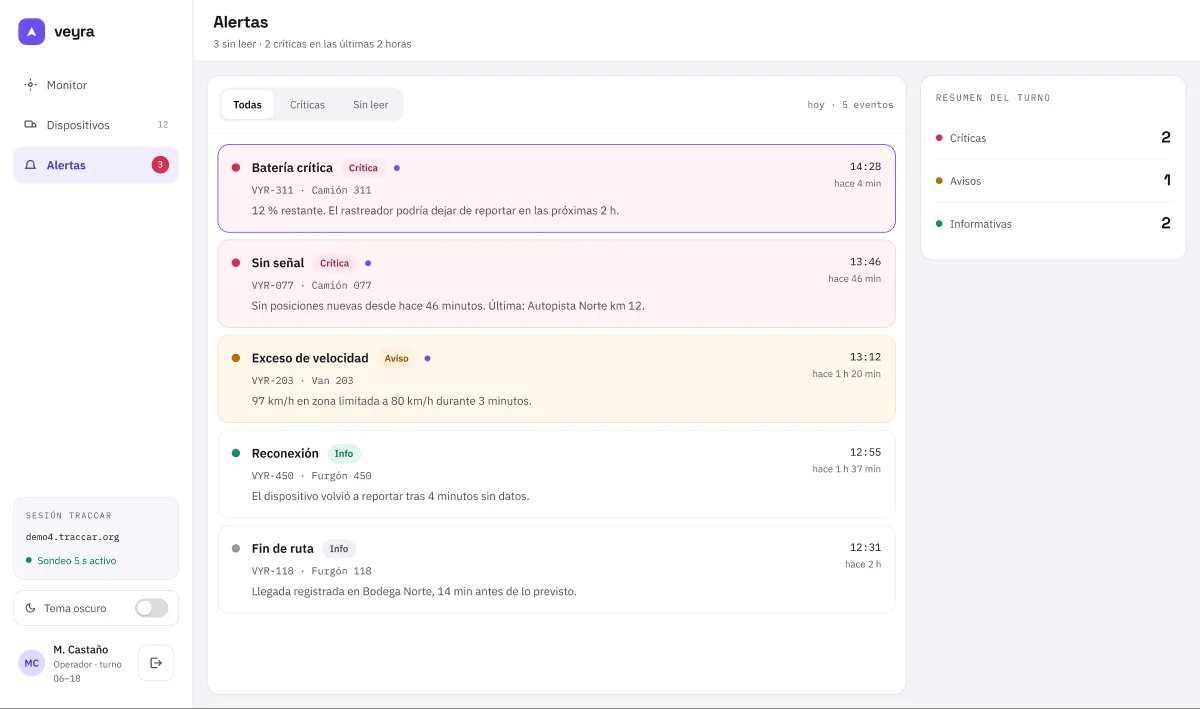 veyra
Monitor
Dispositivos 12
Alertas 3
SESIÓN TRACCAR
demo4.traccar.org
Sondeo 5 s activo
Tema oscuro
MC
M. Castaño
Operador · turno
06–18
Alertas
3 sin leer · 2 críticas en las últimas 2 horas
Todas Críticas Sin leer
hoy · 5 eventos
Batería crítica Crítica 14:28
VYR-311 · Camión 311 hace 4 min
12 % restante. El rastreador podría dejar de reportar en las próximas 2 h.
Sin señal Crítica 13:46
VYR-077 · Camión 077 hace 46 min
Sin posiciones nuevas desde hace 46 minutos. Última: Autopista Norte km 12.
Exceso de velocidad Aviso 13:12
VYR-203 · Van 203 hace 1 h 20 min
97 km/h en zona limitada a 80 km/h durante 3 minutos.
Reconexión Info 12:55
VYR-450 · Furgón 450 hace 1 h 37 min
El dispositivo volvió a reportar tras 4 minutos sin datos.
Fin de ruta Info 12:31
VYR-118 · Furgón 118 hace 2 h
Llegada registrada en Bodega Norte, 14 min antes de lo previsto.
RESUMEN DEL TURNO
Críticas 2
Avisos 1
Informativas 2